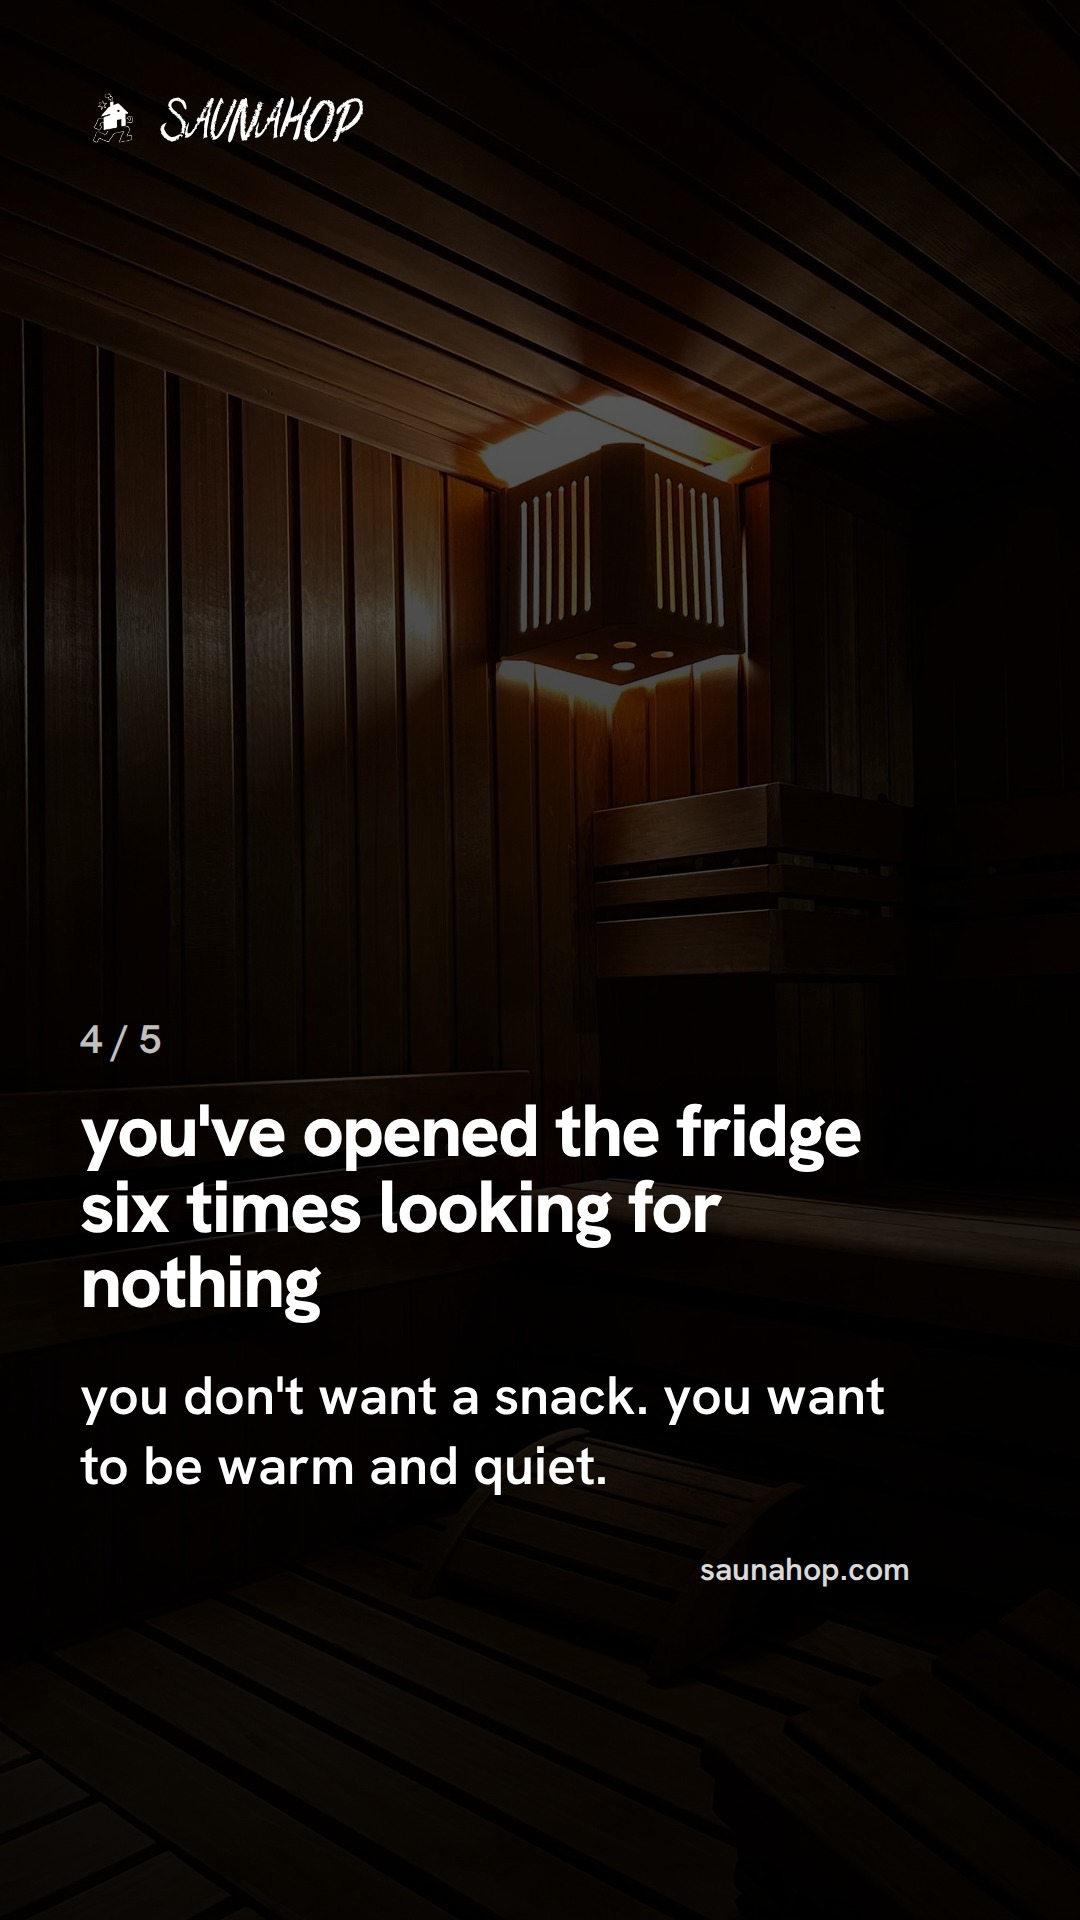 SAUNAHOP
4 / 5
you've opened the fridge
six times looking for
nothing
you don't want a snack. you want
to be warm and quiet.
saunahop.com